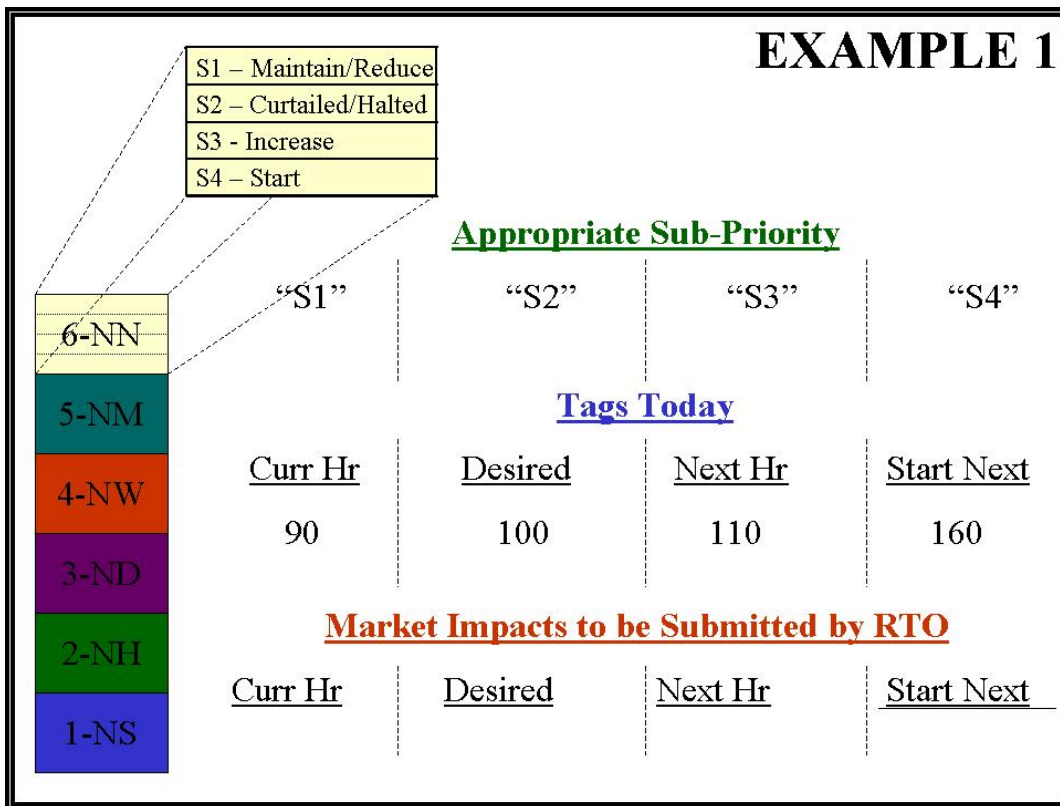 EXAMPLE 1
S1 – Maintain/Reduce
S2 – Curtailed/Halted
S3 - Increase
S4 – Start
Appropriate Sub-Priority
“S1” “S2” “S3” “S4”
6-NN
5-NM
4-NW
3-ND
2-NH
1-NS
Tags Today
Curr Hr Desired Next Hr Start Next
90 100 110 160
Market Impacts to be Submitted by RTO
Curr Hr Desired Next Hr Start Next